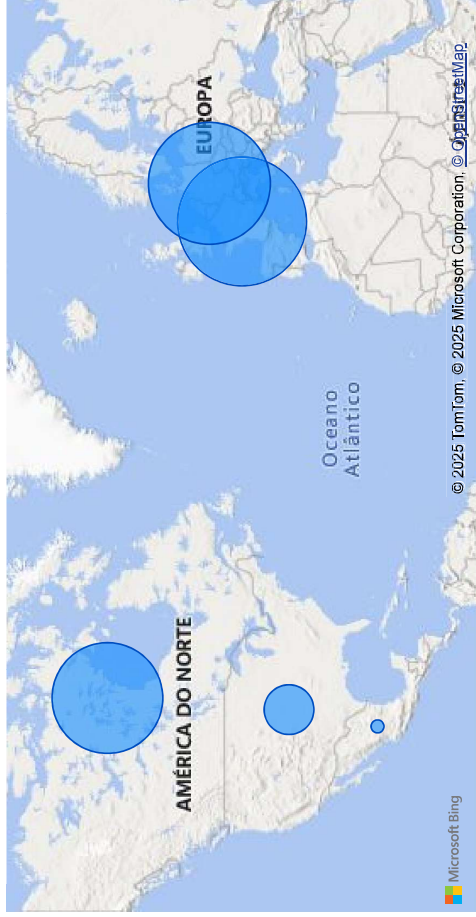 EUROPA
AMÉRICA DO NORTE
Oceano
Atlântico
Microsoft Bing
© 2025 TomTom, © 2025 Microsoft Corporation, © OpenStreetMap